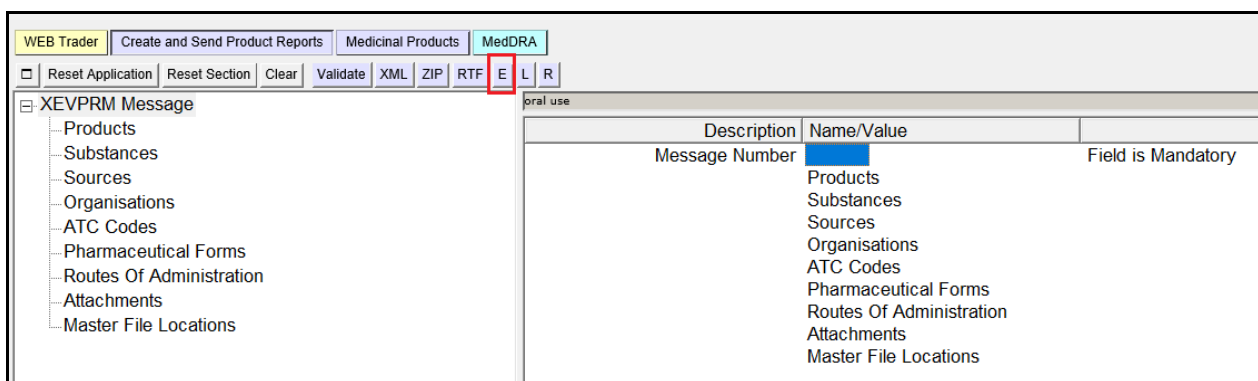 WEB Trader Create and Send Product Reports Medicinal Products MedDRA
Reset Application Reset Section Clear Validate XML ZIP RTF E L R
XEVPRM Message
Products
Substances
Sources
Organisations
ATC Codes
Pharmaceutical Forms
Routes Of Administration
Attachments
Master File Locations
oral use
Description Name/Value
Message Number Field is Mandatory
Products
Substances
Sources
Organisations
ATC Codes
Pharmaceutical Forms
Routes Of Administration
Attachments
Master File Locations